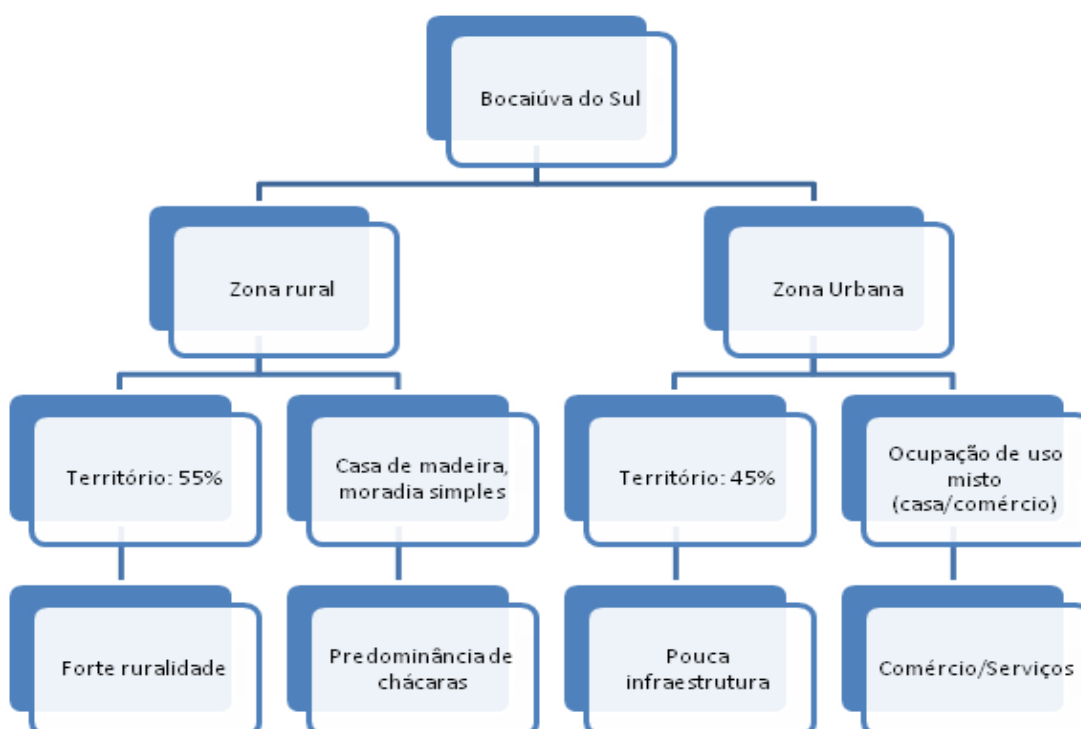 Bocaiúva do Sul
Zona rural
Zona Urbana
Território: 55%
Casa de madeira,
moradia simples
Território: 45%
Ocupação de uso
misto
(casa/comércio)
Forte ruralidade
Predominância de
chácaras
Pouca
infraestrutura
Comércio/Serviços